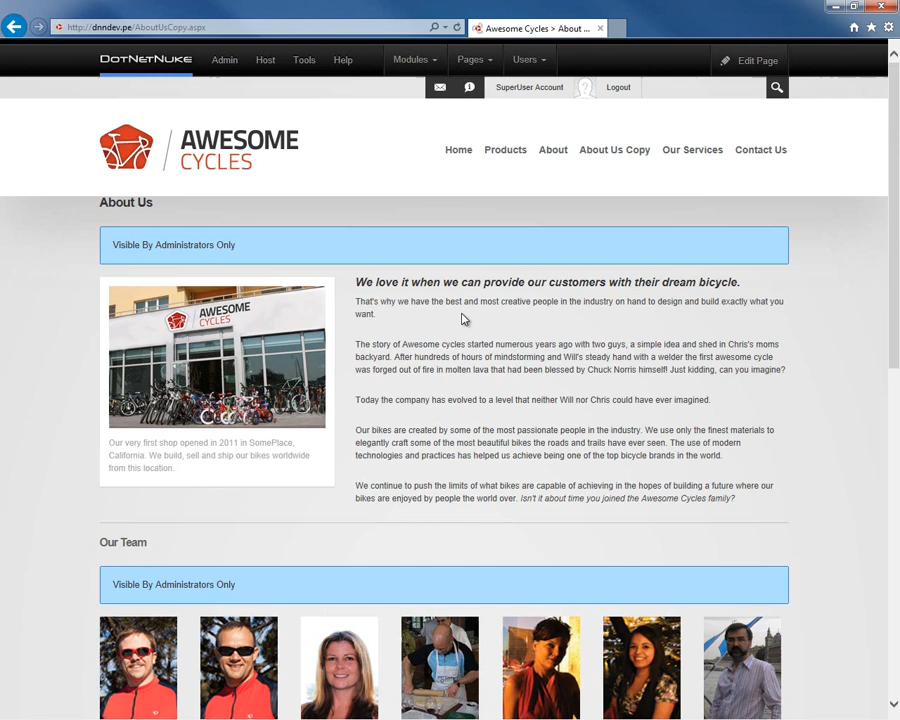 http://dnndev.pe/AboutUsCopy.aspx
Awesome Cycles > About ...
DOTNETNUKE Admin Host Tools Help Modules Pages Users Edit Page
SuperUser Account Logout
AWESOME
CYCLES
Home Products About About Us Copy Our Services Contact Us
About Us
Visible By Administrators Only
AWESOME
CYCLES
Our very first shop opened in 2011 in SomePlace,
California. We build, sell and ship our bikes worldwide
from this location.
We love it when we can provide our customers with their dream bicycle.
That's why we have the best and most creative people in the industry on hand to design and build exactly what you
want.
The story of Awesome cycles started numerous years ago with two guys, a simple idea and shed in Chris's moms
backyard. After hundreds of hours of mindstorming and Will's steady hand with a welder the first awesome cycle
was forged out of fire in molten lava that had been blessed by Chuck Norris himself! Just kidding, can you imagine?
Today the company has evolved to a level that neither Will nor Chris could have ever imagined.
Our bikes are created by some of the most passionate people in the industry. We use only the finest materials to
elegantly craft some of the most beautiful bikes the roads and trails have ever seen. The use of modern
technologies and practices has helped us achieve being one of the top bicycle brands in the world.
We continue to push the limits of what bikes are capable of achieving in the hopes of building a future where our
bikes are enjoyed by people the world over. Isn't it about time you joined the Awesome Cycles family?
Our Team
Visible By Administrators Only